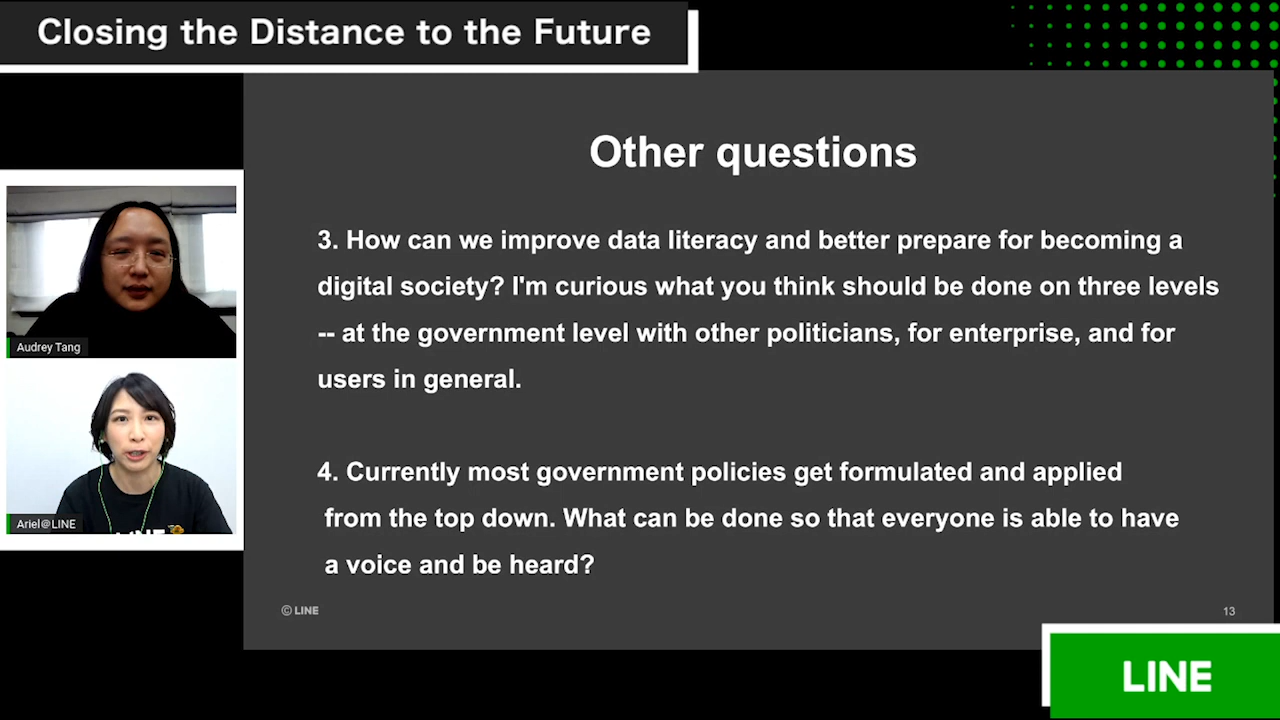 Closing the Distance to the Future
Other questions
3. How can we improve data literacy and better prepare for becoming a
digital society? I'm curious what you think should be done on three levels
-- at the government level with other politicians, for enterprise, and for
users in general.
4. Currently most government policies get formulated and applied
from the top down. What can be done so that everyone is able to have
a voice and be heard?
© LINE
13
Audrey Tang
Ariel@LINE
LINE
LINE